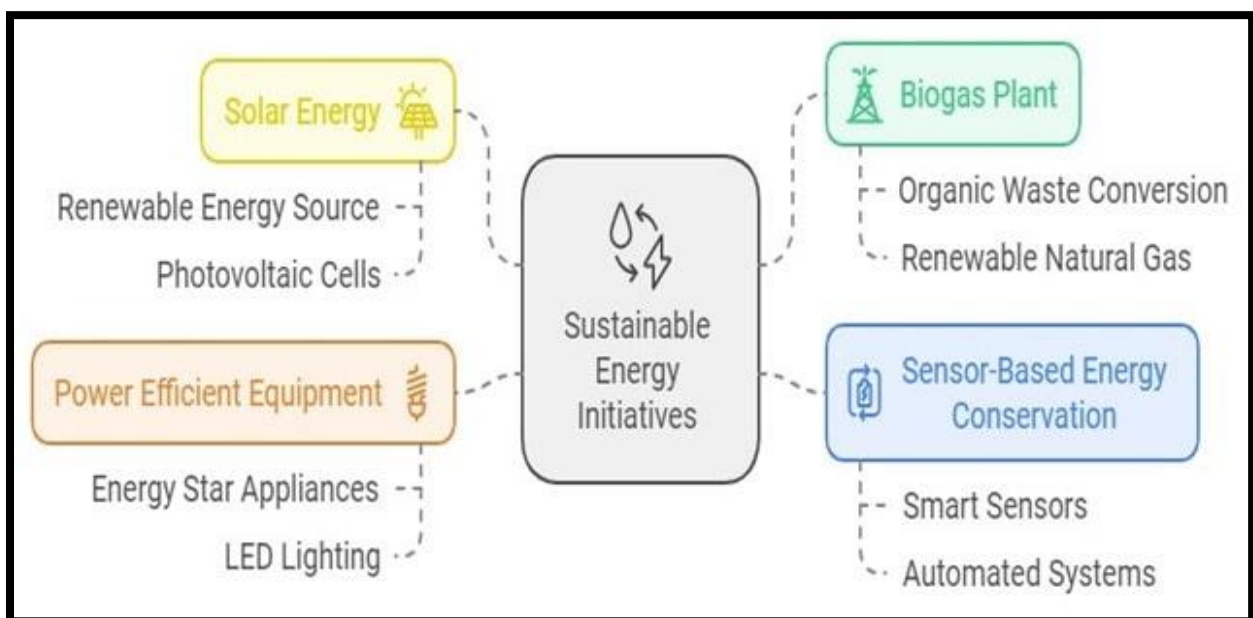 Solar Energy
Renewable Energy Source
Photovoltaic Cells
Power Efficient Equipment
Energy Star Appliances
LED Lighting
Sustainable
Energy
Initiatives
Biogas Plant
Organic Waste Conversion
Renewable Natural Gas
Sensor-Based Energy
Conservation
Smart Sensors
Automated Systems